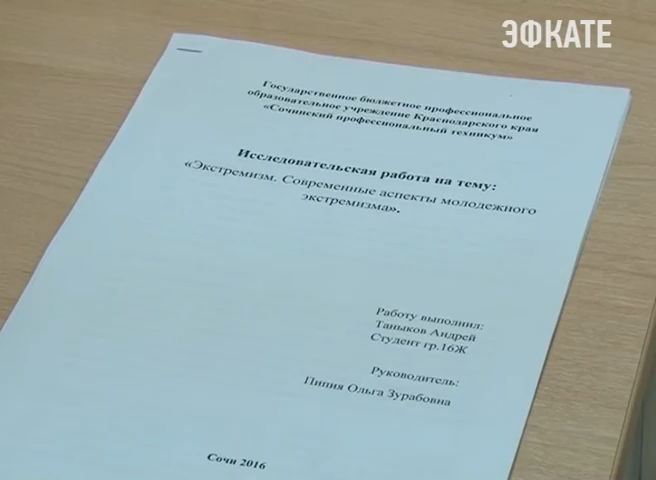 ЭФКАТЕ
Государственное бюджетное профессиональное
образовательное учреждение Краснодарского края
«Сочинский профессиональный техникум»
Исследовательская работа на тему:
«Экстремизм. Современные аспекты молодежного
экстремизма».
Работу выполнил:
Таныков Андрей
Студент гр.16Ж
Руководитель:
Пипия Ольга Зурабовна
Сочи 2016